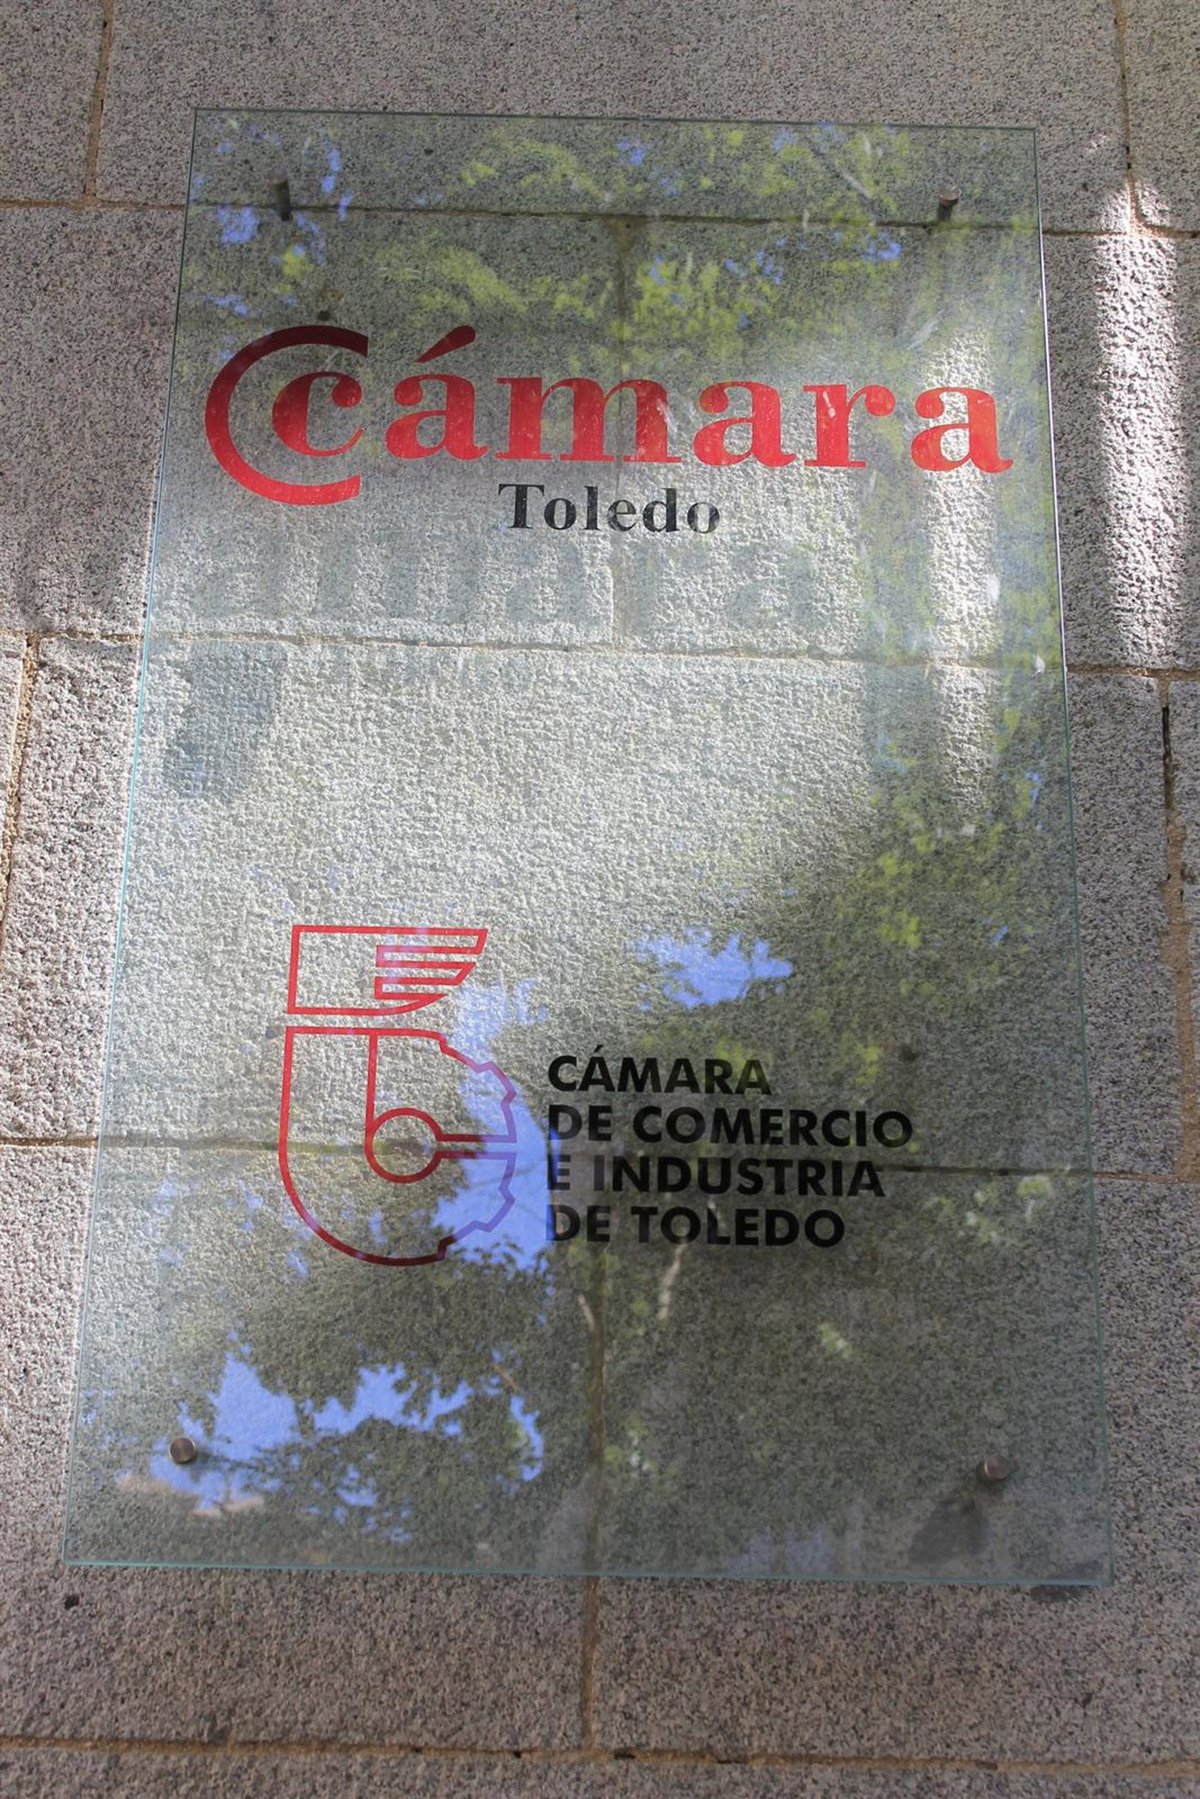 Cámara
Toledo
CÁMARA
DE COMERCIO
E INDUSTRIA
DE TOLEDO